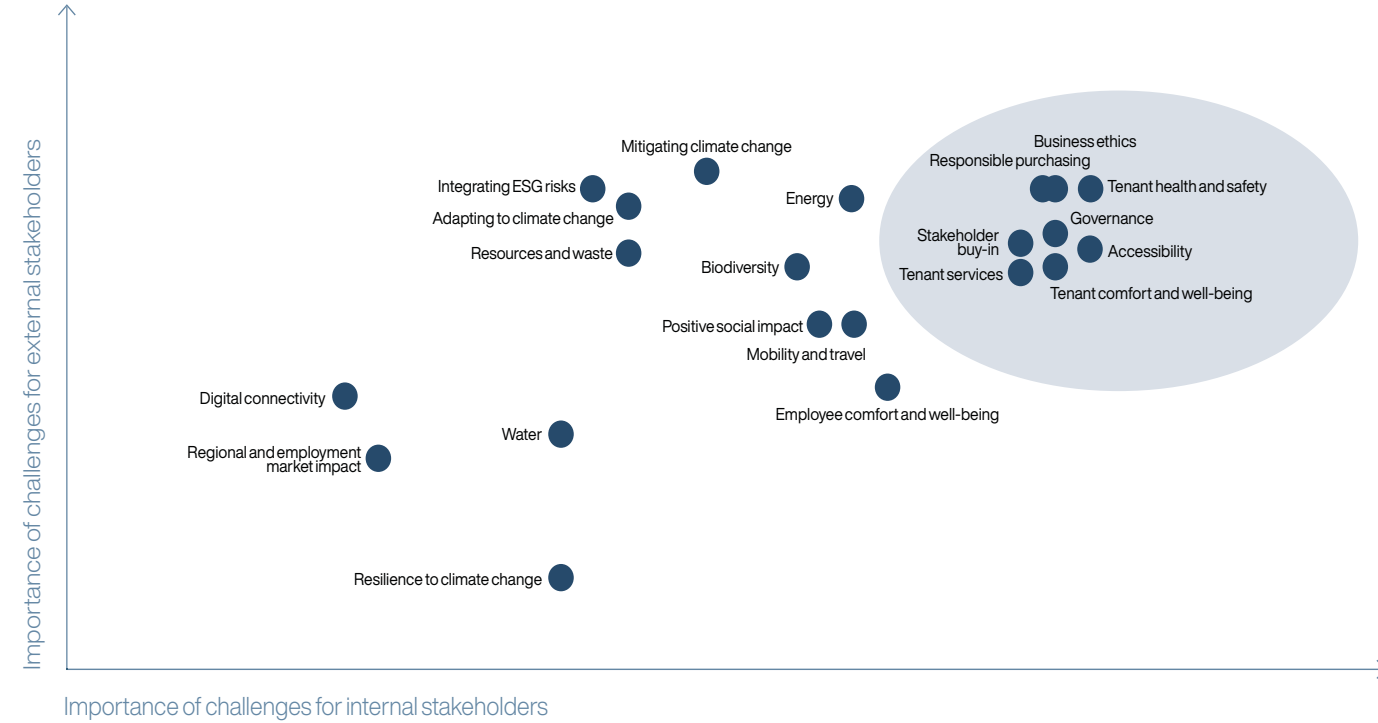 Importance of challenges for external stakeholders
Business ethics
Mitigating climate change
Responsible purchasing
Integrating ESG risks
Tenant health and safety
Energy
Adapting to climate change
Governance
Stakeholder
buy-in
Resources and waste
Accessibility
Biodiversity
Tenant services
Tenant comfort and well-being
Positive social impact
Mobility and travel
Digital connectivity
Employee comfort and well-being
Water
Regional and employment
market impact
Resilience to climate change
Importance of challenges for internal stakeholders